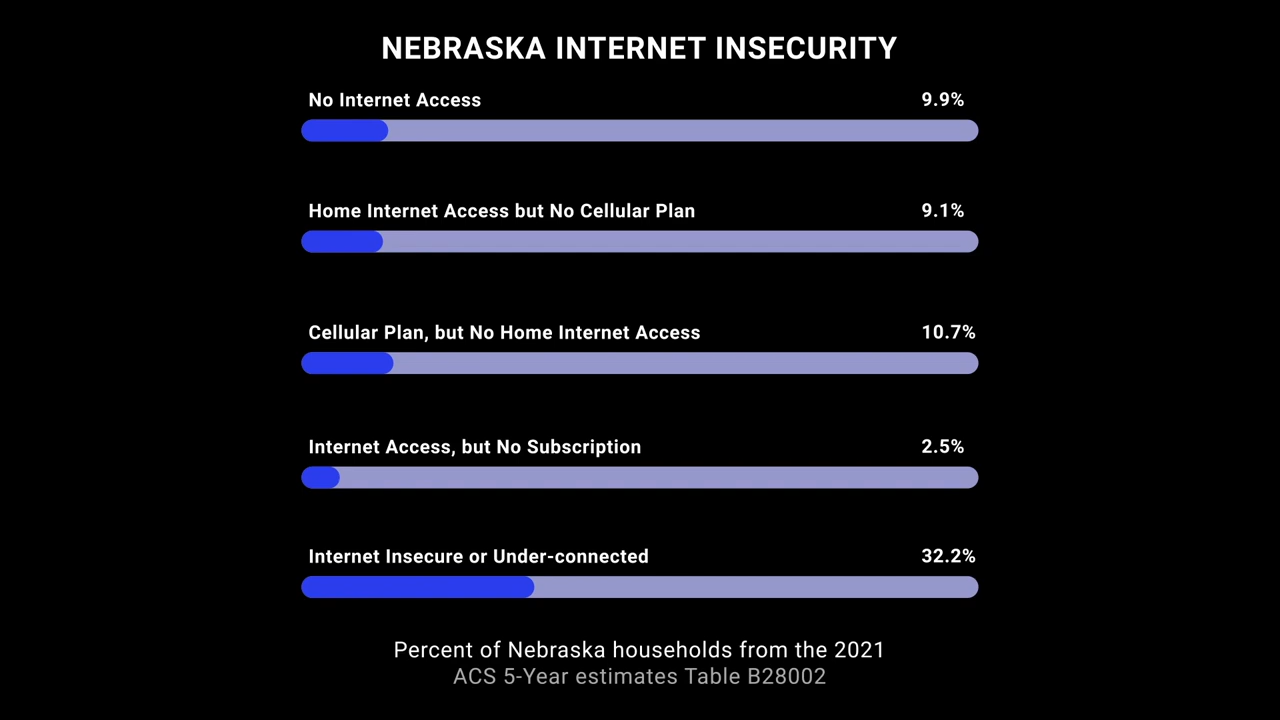 NEBRASKA INTERNET INSECURITY
No Internet Access 9.9%
Home Internet Access but No Cellular Plan 9.1%
Cellular Plan, but No Home Internet Access 10.7%
Internet Access, but No Subscription 2.5%
Internet Insecure or Under-connected 32.2%
Percent of Nebraska households from the 2021
ACS 5-Year estimates Table B28002